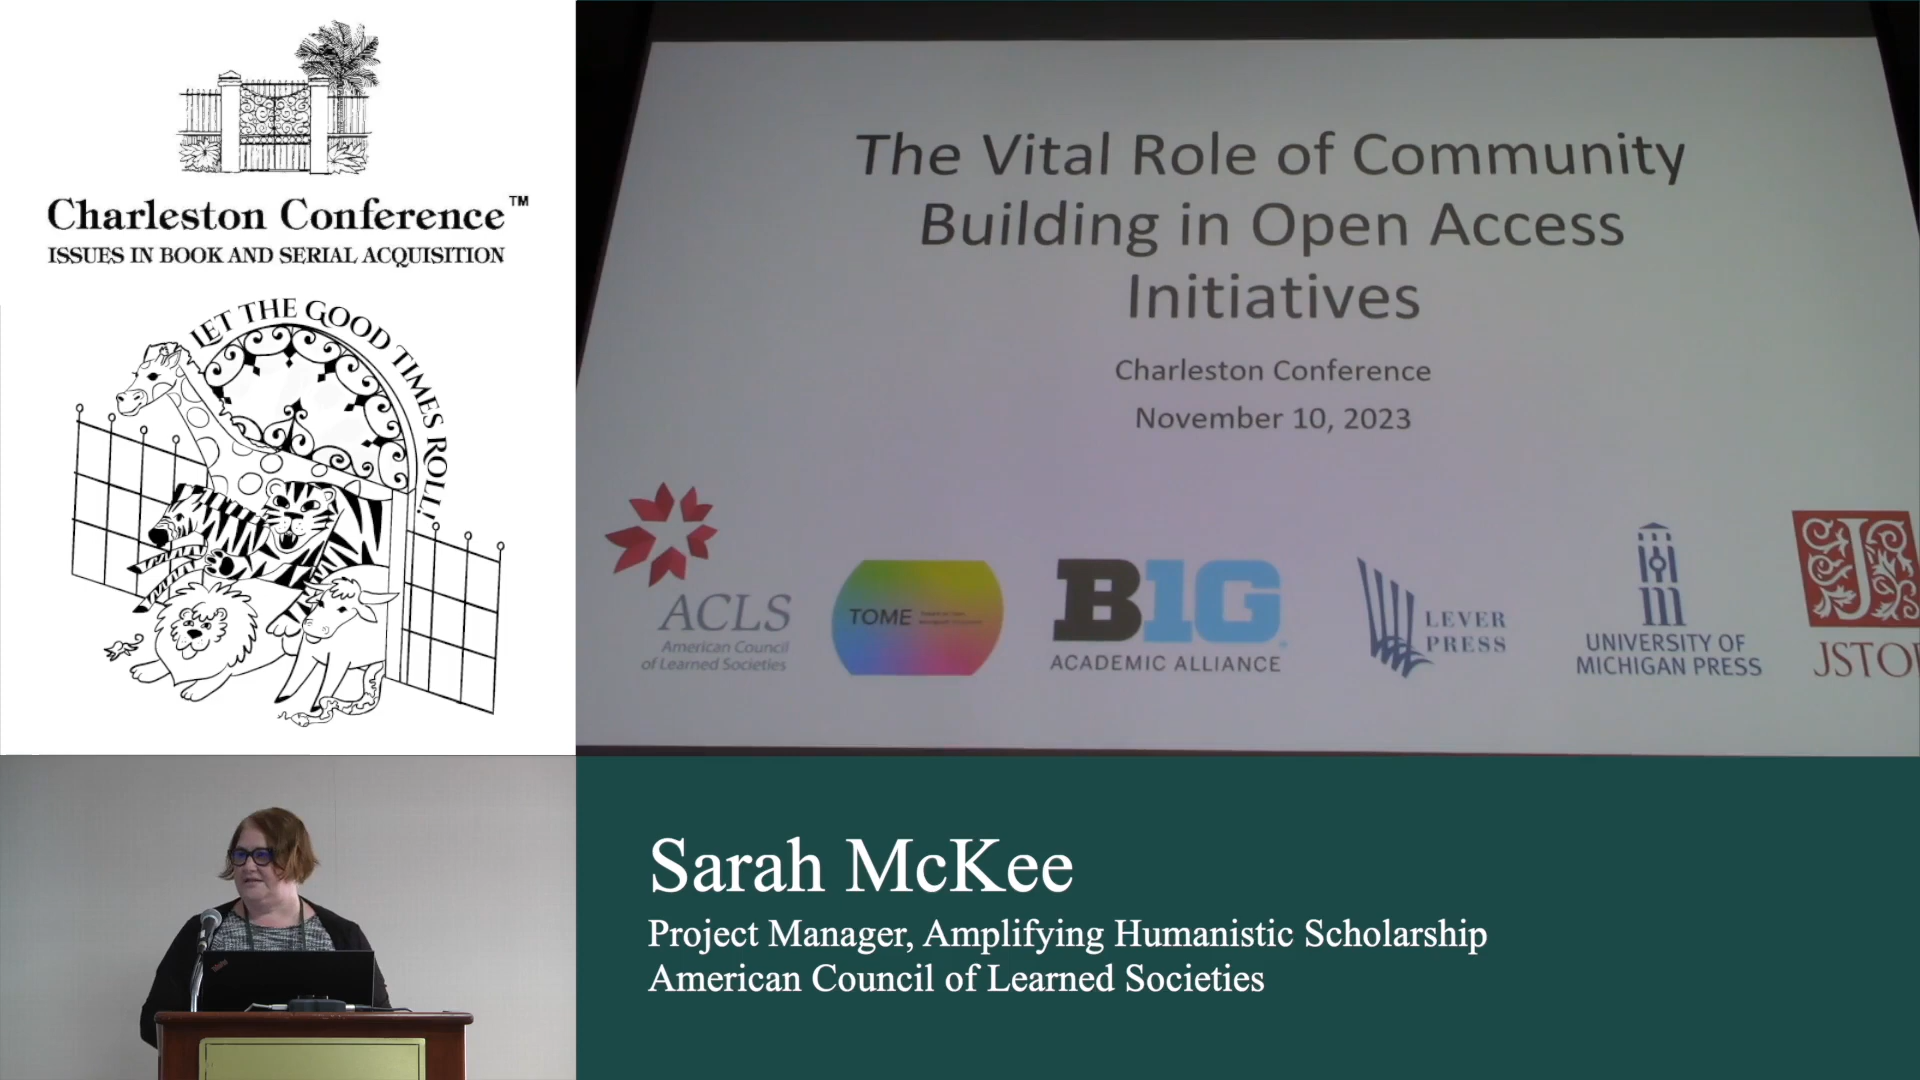 Charleston Conference™
ISSUES IN BOOK AND SERIAL ACQUISITION
LET THE GOOD TIMES ROLL!
The Vital Role of Community
Building in Open Access
Initiatives
Charleston Conference
November 10, 2023
ACLS
American Council
of Learned Societies
TOME
B1G
ACADEMIC ALLIANCE
LEVER
PRESS
UNIVERSITY OF
MICHIGAN PRESS
JSTO
Sarah McKee
Project Manager, Amplifying Humanistic Scholarship
American Council of Learned Societies